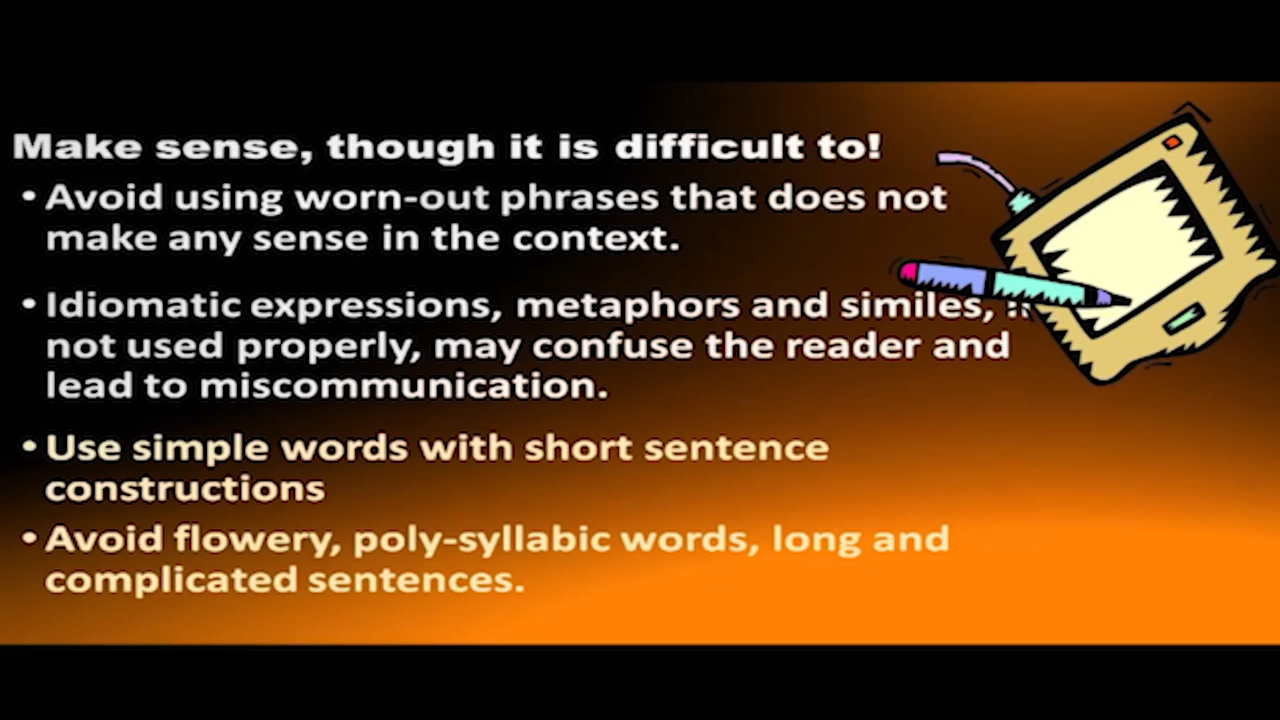 Make sense, though it is difficult to!
• Avoid using worn-out phrases that does not
make any sense in the context.
• Idiomatic expressions, metaphors and similes,
not used properly, may confuse the reader and
lead to miscommunication.
• Use simple words with short sentence
constructions
• Avoid flowery, poly-syllabic words, long and
complicated sentences.